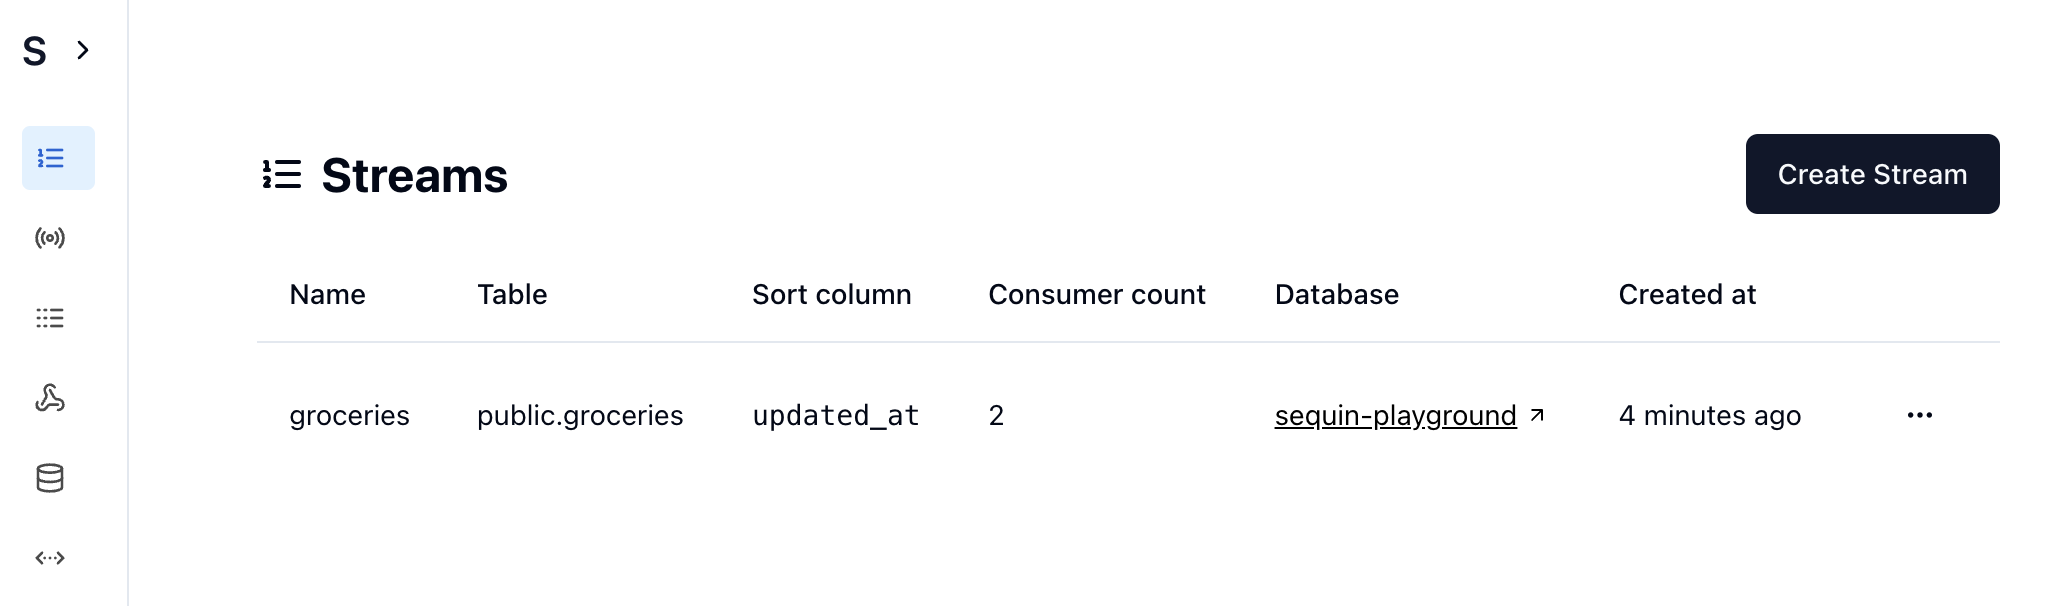 S
Streams
Create Stream
Name Table Sort column Consumer count Database Created at
groceries public.groceries updated_at 2 sequin-playground 4 minutes ago